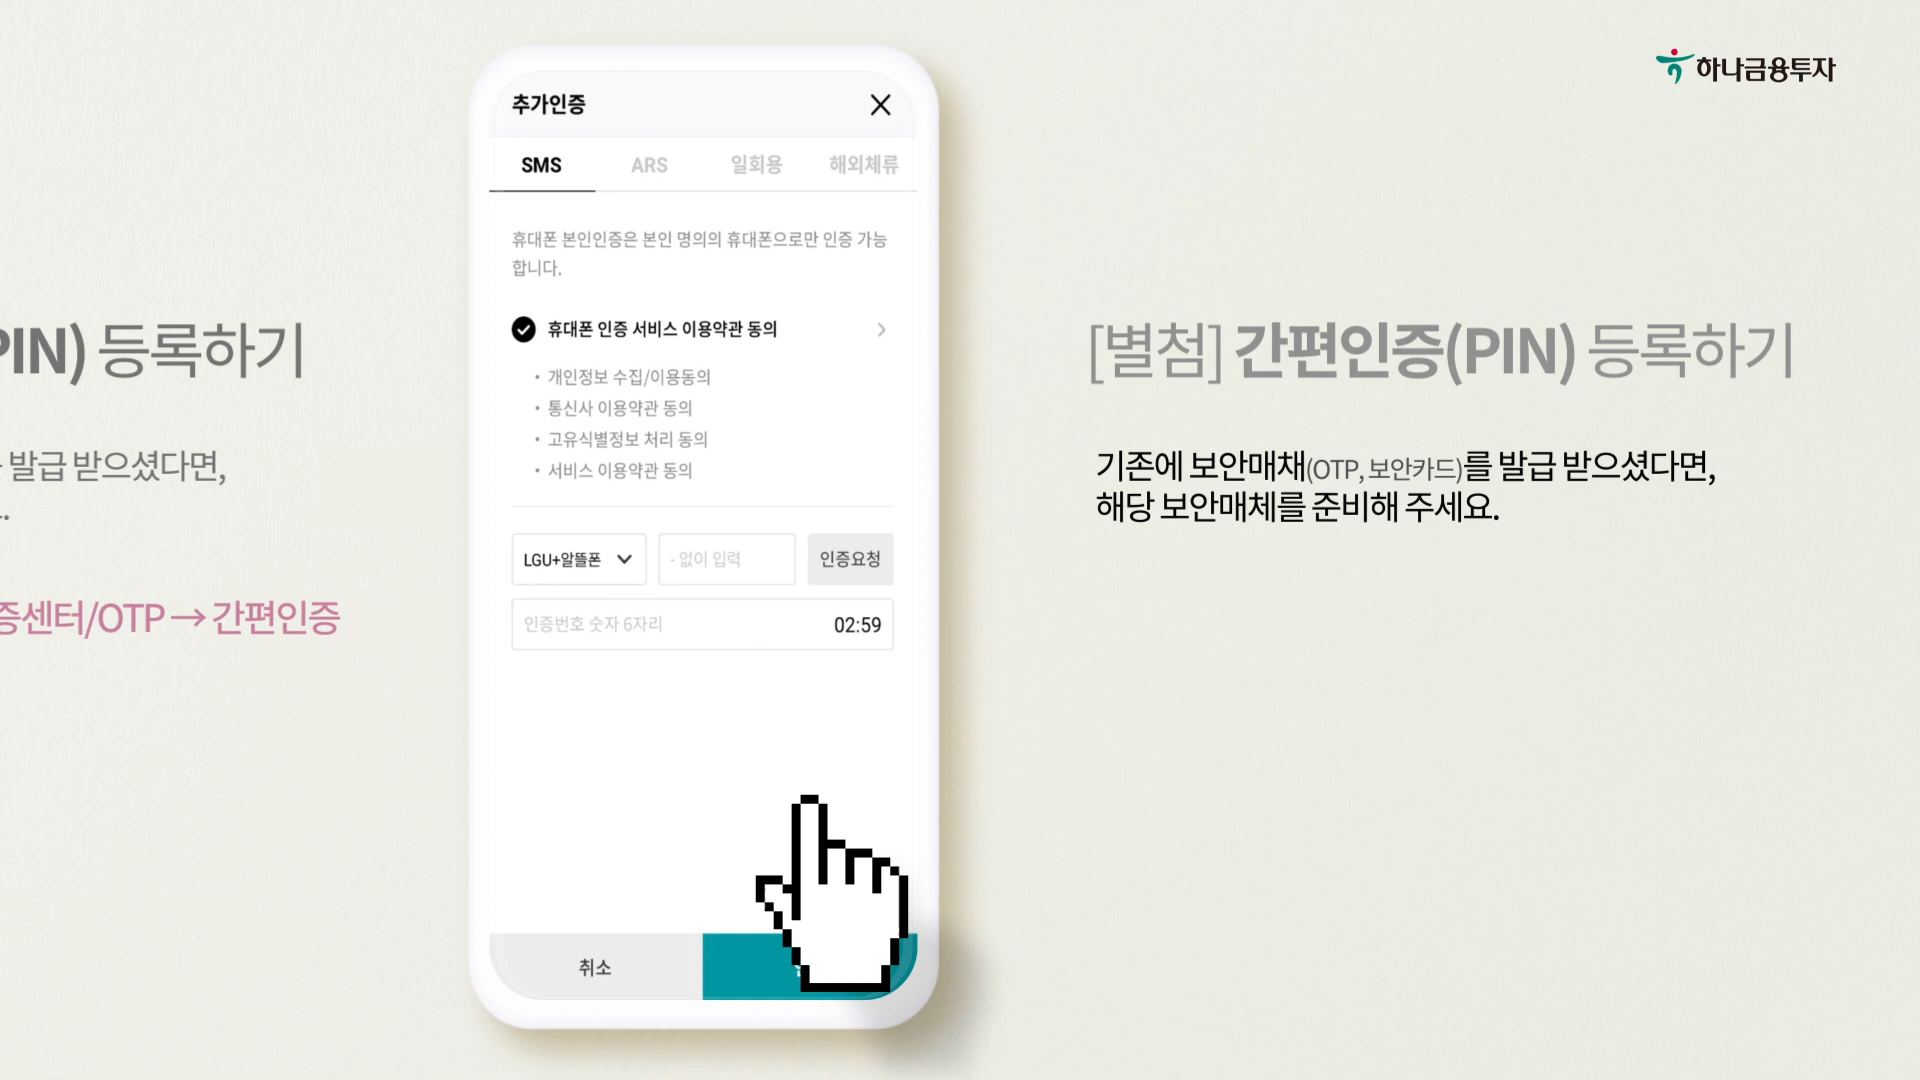 하나금융투자
PIN) 등록하기
발급 받으셨다면,
증센터/OTP → 간편인증
추가인증
SMS ARS 일회용 해외체류
휴대폰 본인인증은 본인 명의의 휴대폰으로만 인증 가능
합니다.
휴대폰 인증 서비스 이용약관 동의
• 개인정보 수집/이용동의
• 통신사 이용약관 동의
• 고유식별정보 처리 동의
• 서비스 이용약관 동의
LGU+알뜰폰 - 없이 입력 인증요청
인증번호 숫자 6자리 02:59
취소
[별첨] 간편인증(PIN) 등록하기
기존에 보안매채(OTP, 보안카드)를 발급 받으셨다면,
해당 보안매체를 준비해 주세요.